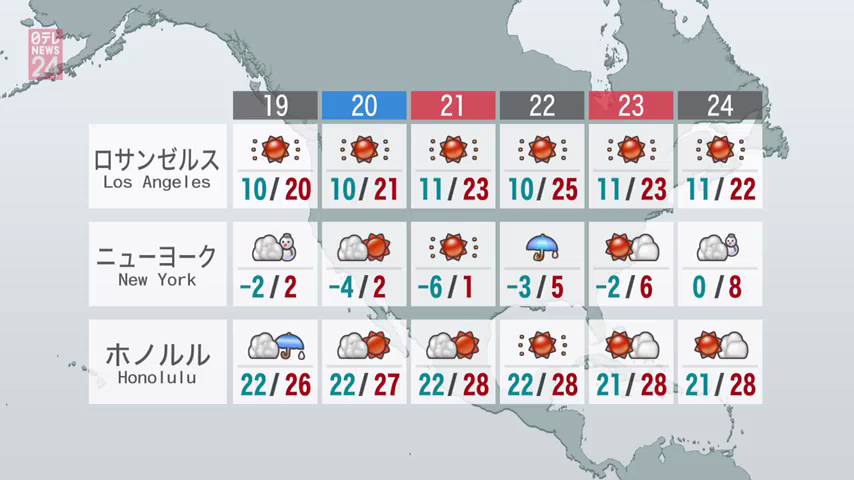 日テレ
NEWS
24
19 20 21 22 23 24
ロサンゼルス
Los Angeles
10/20 10/21 11/23 10/25 11/23 11/22
ニューヨーク
New York
-2/2 -4/2 -6/1 -3/5 -2/6 0/8
ホノルル
Honolulu
22/26 22/27 22/28 22/28 21/28 21/28